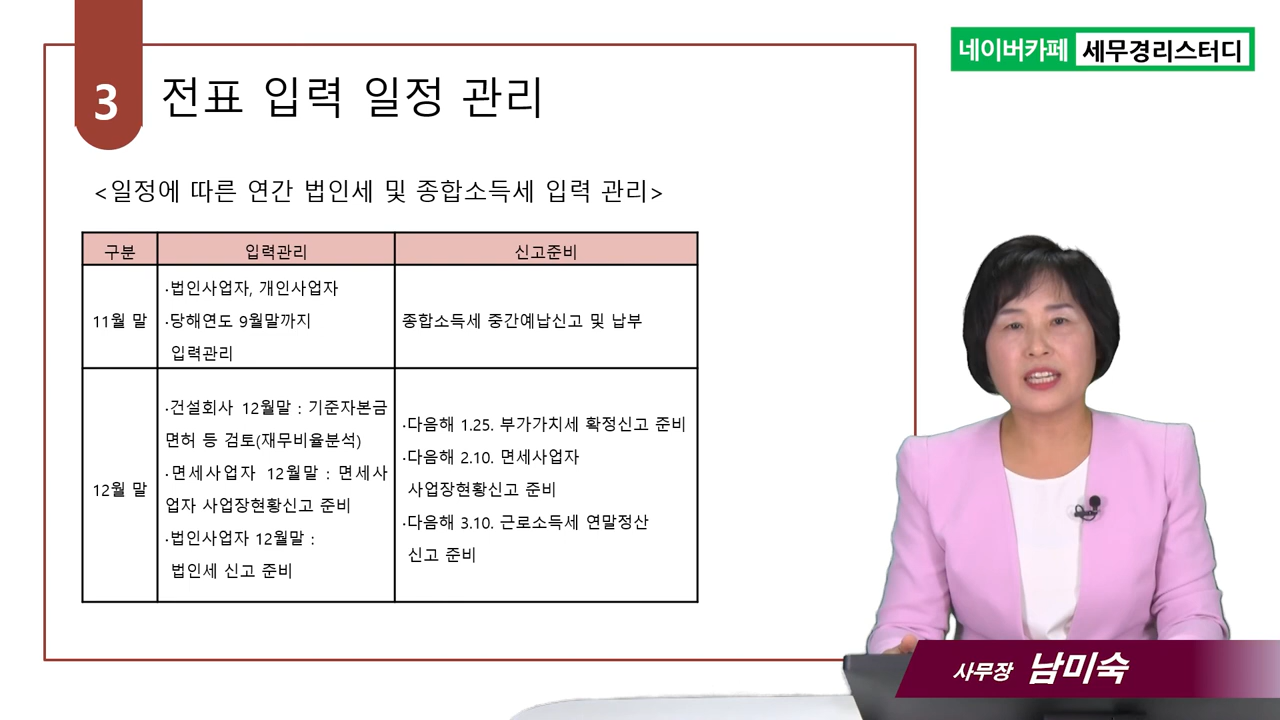 네이버카페 세무경리스터디
3 전표 입력 일정 관리
<일정에 따른 연간 법인세 및 종합소득세 입력 관리>
구분 입력관리 신고준비
11월 말
·법인사업자, 개인사업자
·당해연도 9월말까지
입력관리
종합소득세 중간예납신고 및 납부
12월 말
·건설회사 12월말 : 기준자본금
면허 등 검토(재무비율분석)
·면세사업자 12월말 : 면세사
업자 사업장현황신고 준비
·법인사업자 12월말 :
법인세 신고 준비
·다음해 1.25. 부가가치세 확정신고 준비
·다음해 2.10. 면세사업자
사업장현황신고 준비
·다음해 3.10. 근로소득세 연말정산
신고 준비
사무장 남미숙